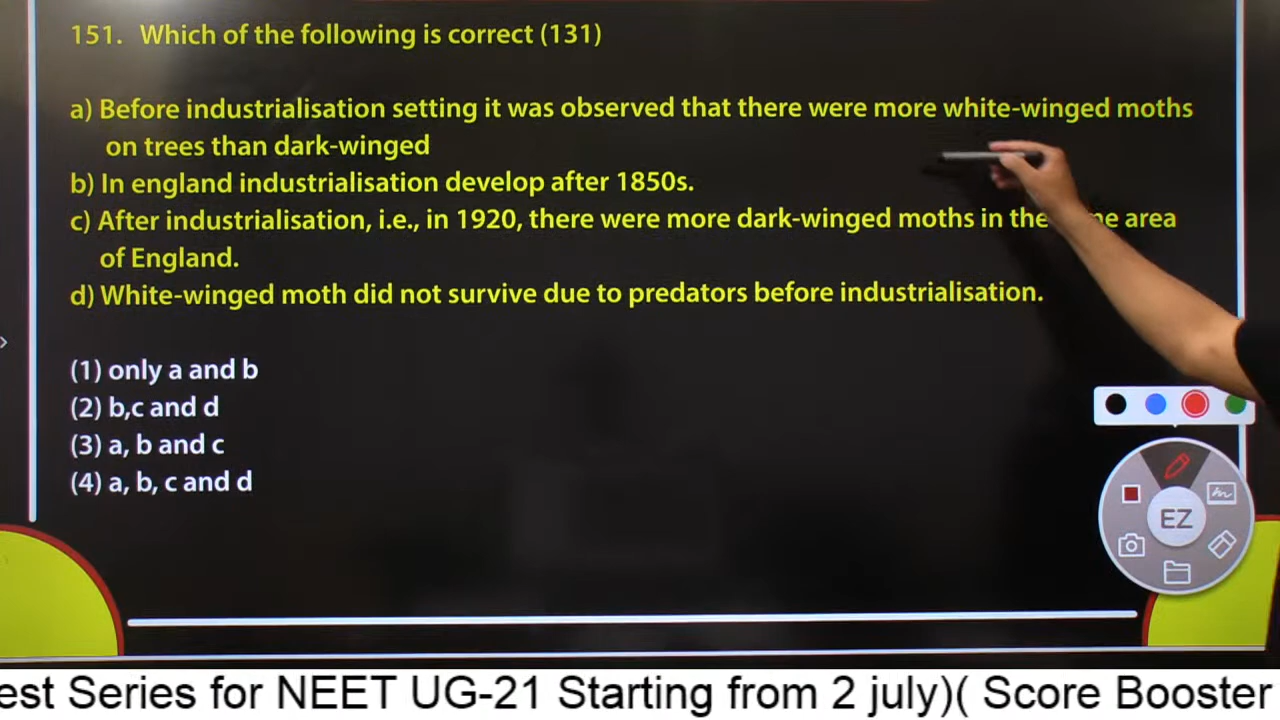 151. Which of the following is correct (131)
a) Before industrialisation setting it was observed that there were more white-winged moths
on trees than dark-winged
b) In england industrialisation develop after 1850s.
c) After industrialisation, i.e., in 1920, there were more dark-winged moths in the area
of England.
d) White-winged moth did not survive due to predators before industrialisation.
(1) only a and b
(2) b,c and d
(3) a, b and c
(4) a, b, c and d
EZ
est Series for NEET UG-21 Starting from 2 july)( Score Booster